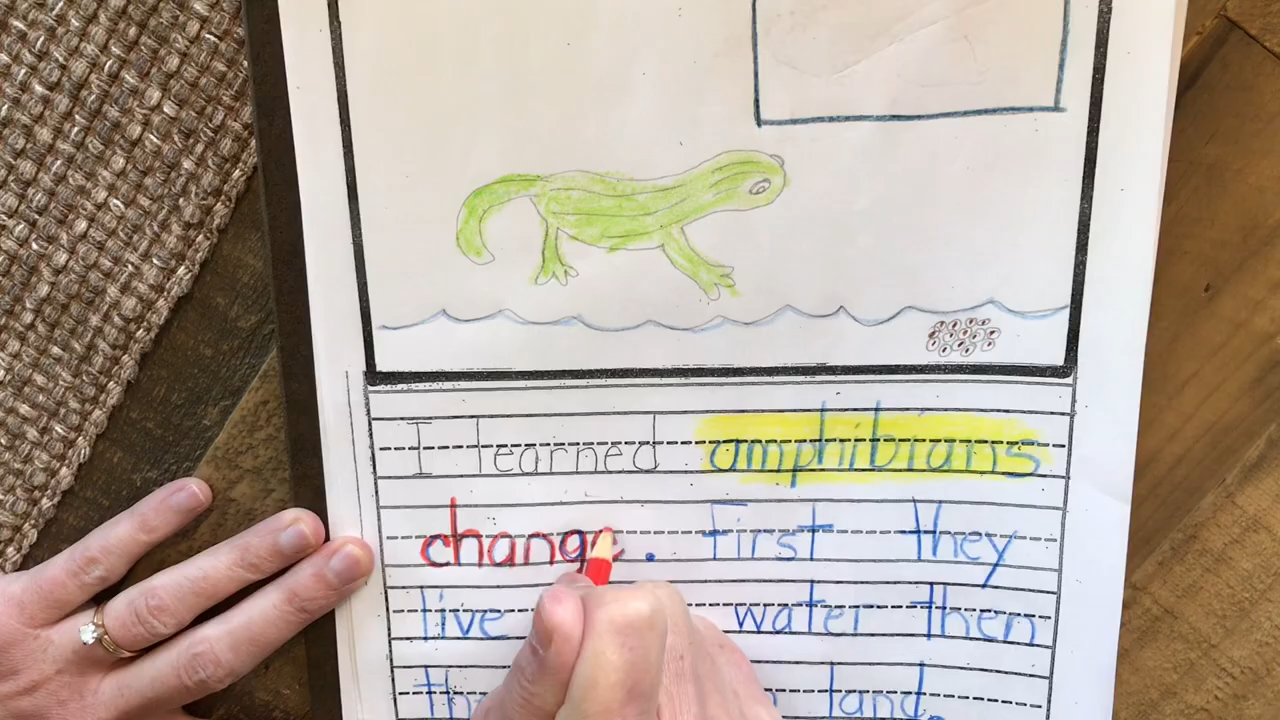 I learned amphibians
change. First they
live water then
land.